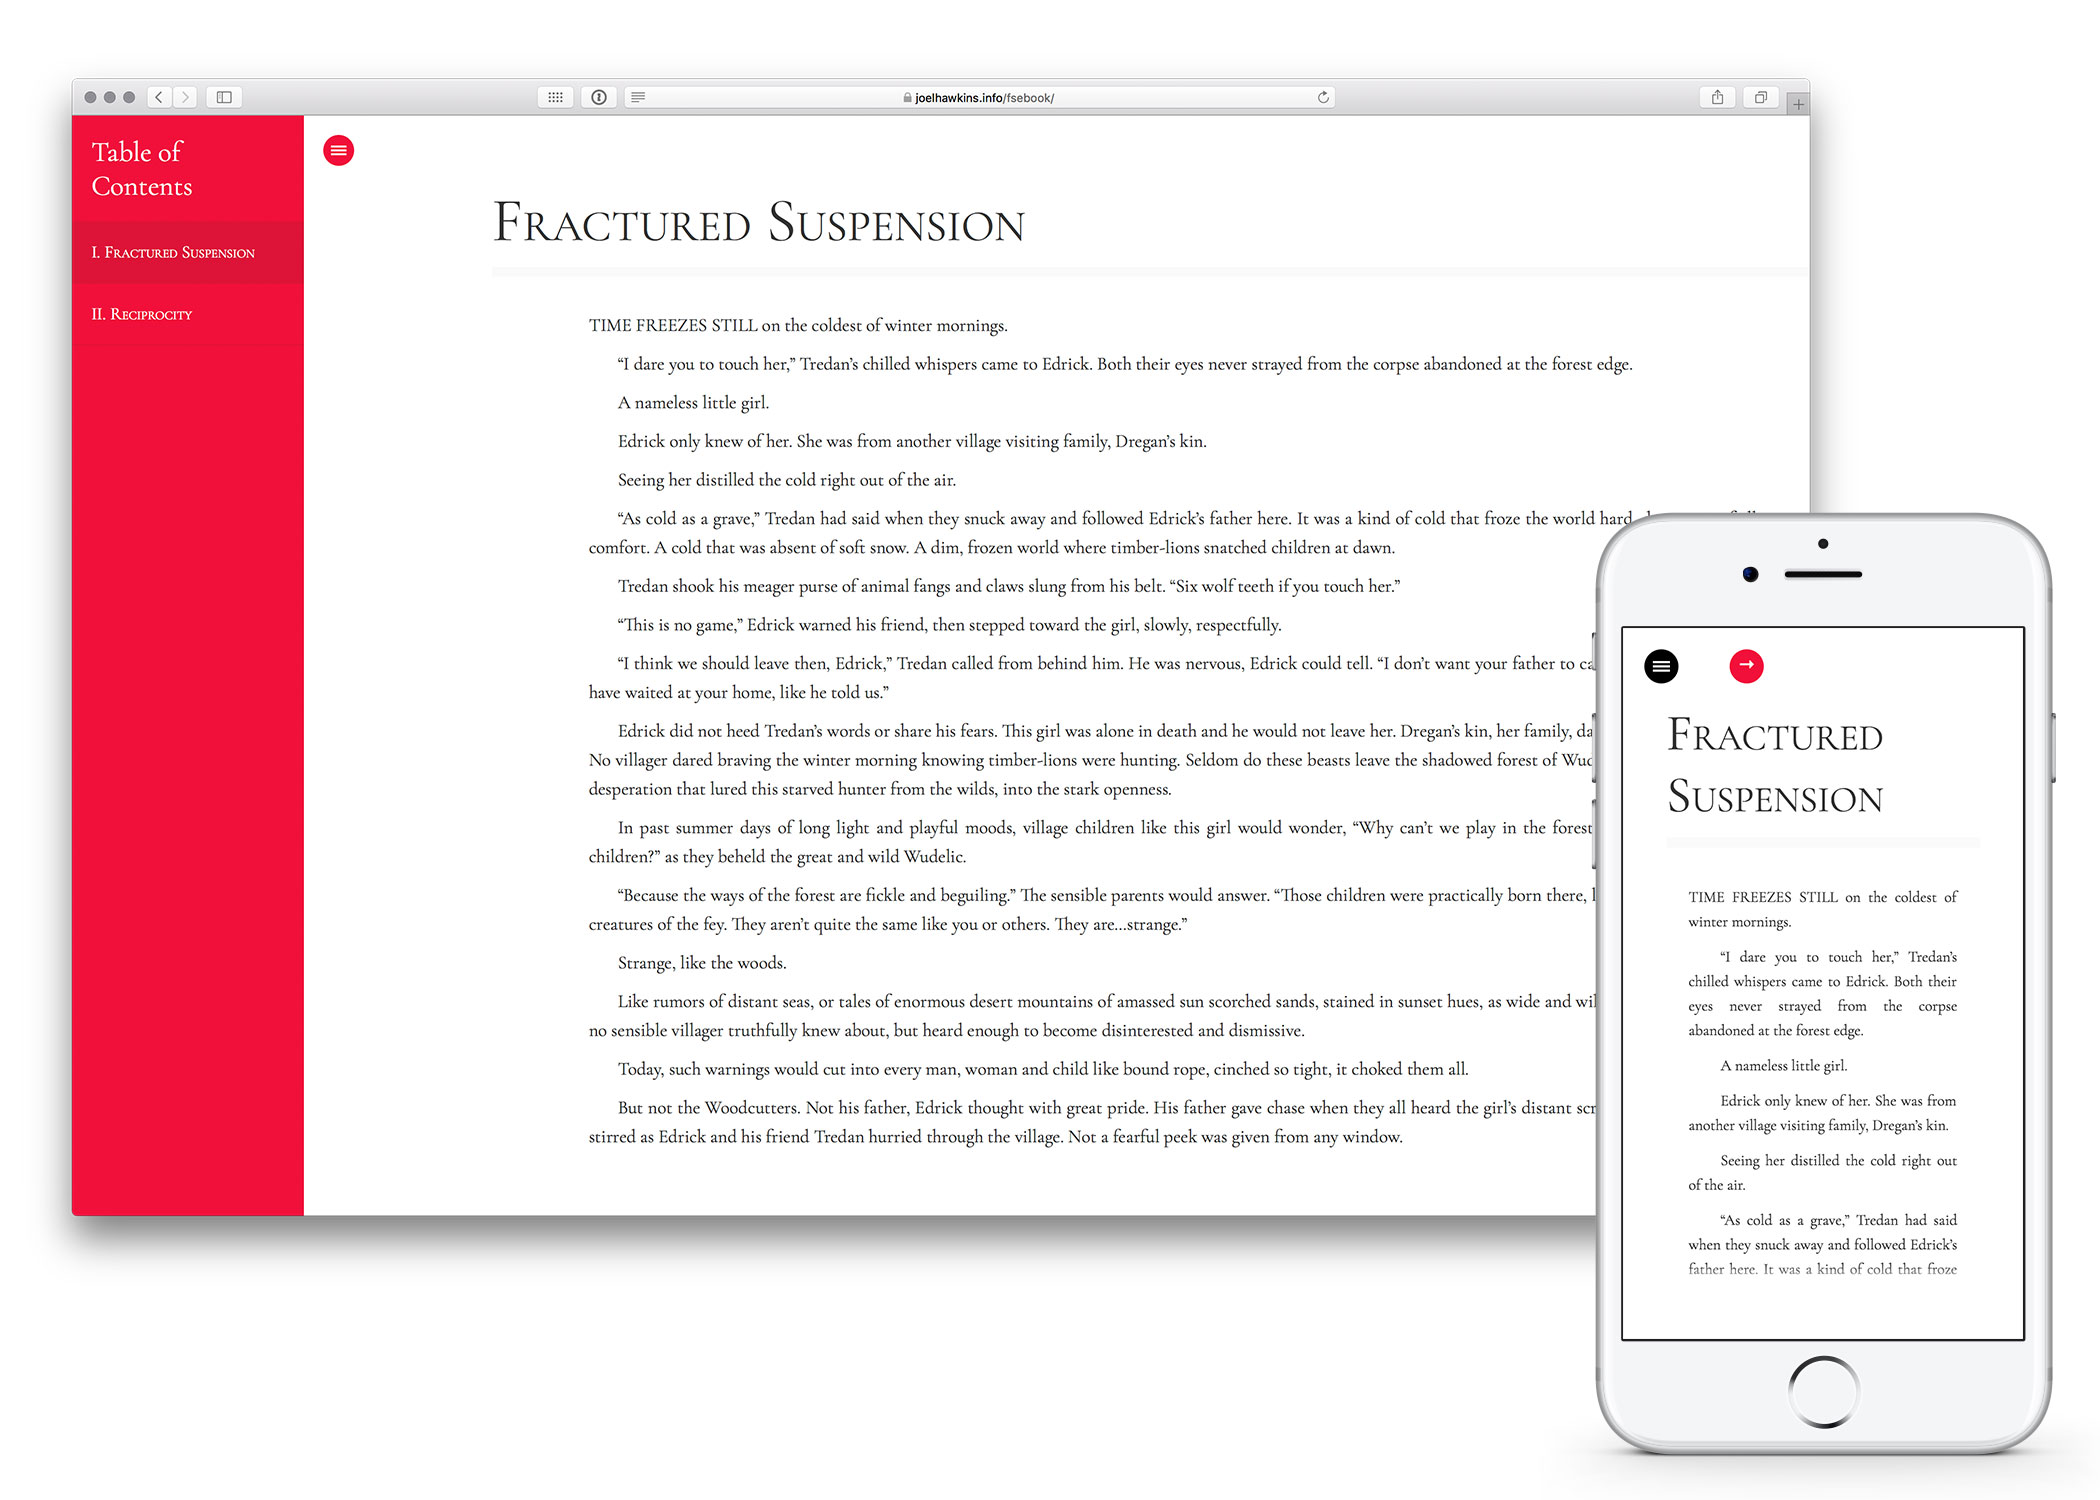 joelhawkins.info/fsebook/
Table of
Contents
I. Fractured Suspension
II. Reciprocity
Fractured Suspension
TIME FREEZES STILL on the coldest of winter mornings.
“I dare you to touch her,” Tredan’s chilled whispers came to Edrick. Both their eyes never strayed from the corpse abandoned at the forest edge.
A nameless little girl.
Edrick only knew of her. She was from another village visiting family, Dregan’s kin.
Seeing her distilled the cold right out of the air.
“As cold as a grave,” Tredan had said when they snuck away and followed Edrick’s father here. It was a kind of cold that froze the world hard,
comfort. A cold that was absent of soft snow. A dim, frozen world where timber-lions snatched children at dawn.
Tredan shook his meager purse of animal fangs and claws slung from his belt. “Six wolf teeth if you touch her.”
“This is no game,” Edrick warned his friend, then stepped toward the girl, slowly, respectfully.
“I think we should leave then, Edrick,” Tredan called from behind him. He was nervous, Edrick could tell. “I don’t want your father to
have waited at your home, like he told us.”
Edrick did not heed Tredan’s words or share his fears. This girl was alone in death and he would not leave her. Dregan’s kin, her family,
No villager dared braving the winter morning knowing timber-lions were hunting. Seldom do these beasts leave the shadowed forest of
desperation that lured this starved hunter from the wilds, into the stark openness.
In past summer days of long light and playful moods, village children like this girl would wonder, “Why can’t we play in the forest
children?” as they beheld the great and wild Wudelic.
“Because the ways of the forest are fickle and beguiling.” The sensible parents would answer. “Those children were practically born there,
creatures of the fey. They aren’t quite the same like you or others. They are...strange.”
Strange, like the woods.
Like rumors of distant seas, or tales of enormous desert mountains of amassed sun scorched sands, stained in sunset hues, as wide and
no sensible villager truthfully knew about, but heard enough to become disinterested and dismissive.
Today, such warnings would cut into every man, woman and child like bound rope, cinched so tight, it choked them all.
But not the Woodcutters. Not his father, Edrick thought with great pride. His father gave chase when they all heard the girl’s distant
stirred as Edrick and his friend Tredan hurried through the village. Not a fearful peek was given from any window.
Fractured
Suspension
TIME FREEZES STILL on the coldest of
winter mornings.
“I dare you to touch her,” Tredan’s
chilled whispers came to Edrick. Both their
eyes never strayed from the corpse
abandoned at the forest edge.
A nameless little girl.
Edrick only knew of her. She was from
another village visiting family, Dregan’s kin.
Seeing her distilled the cold right out
of the air.
“As cold as a grave,” Tredan had said
when they snuck away and followed Edrick’s
father here. It was a kind of cold that froze